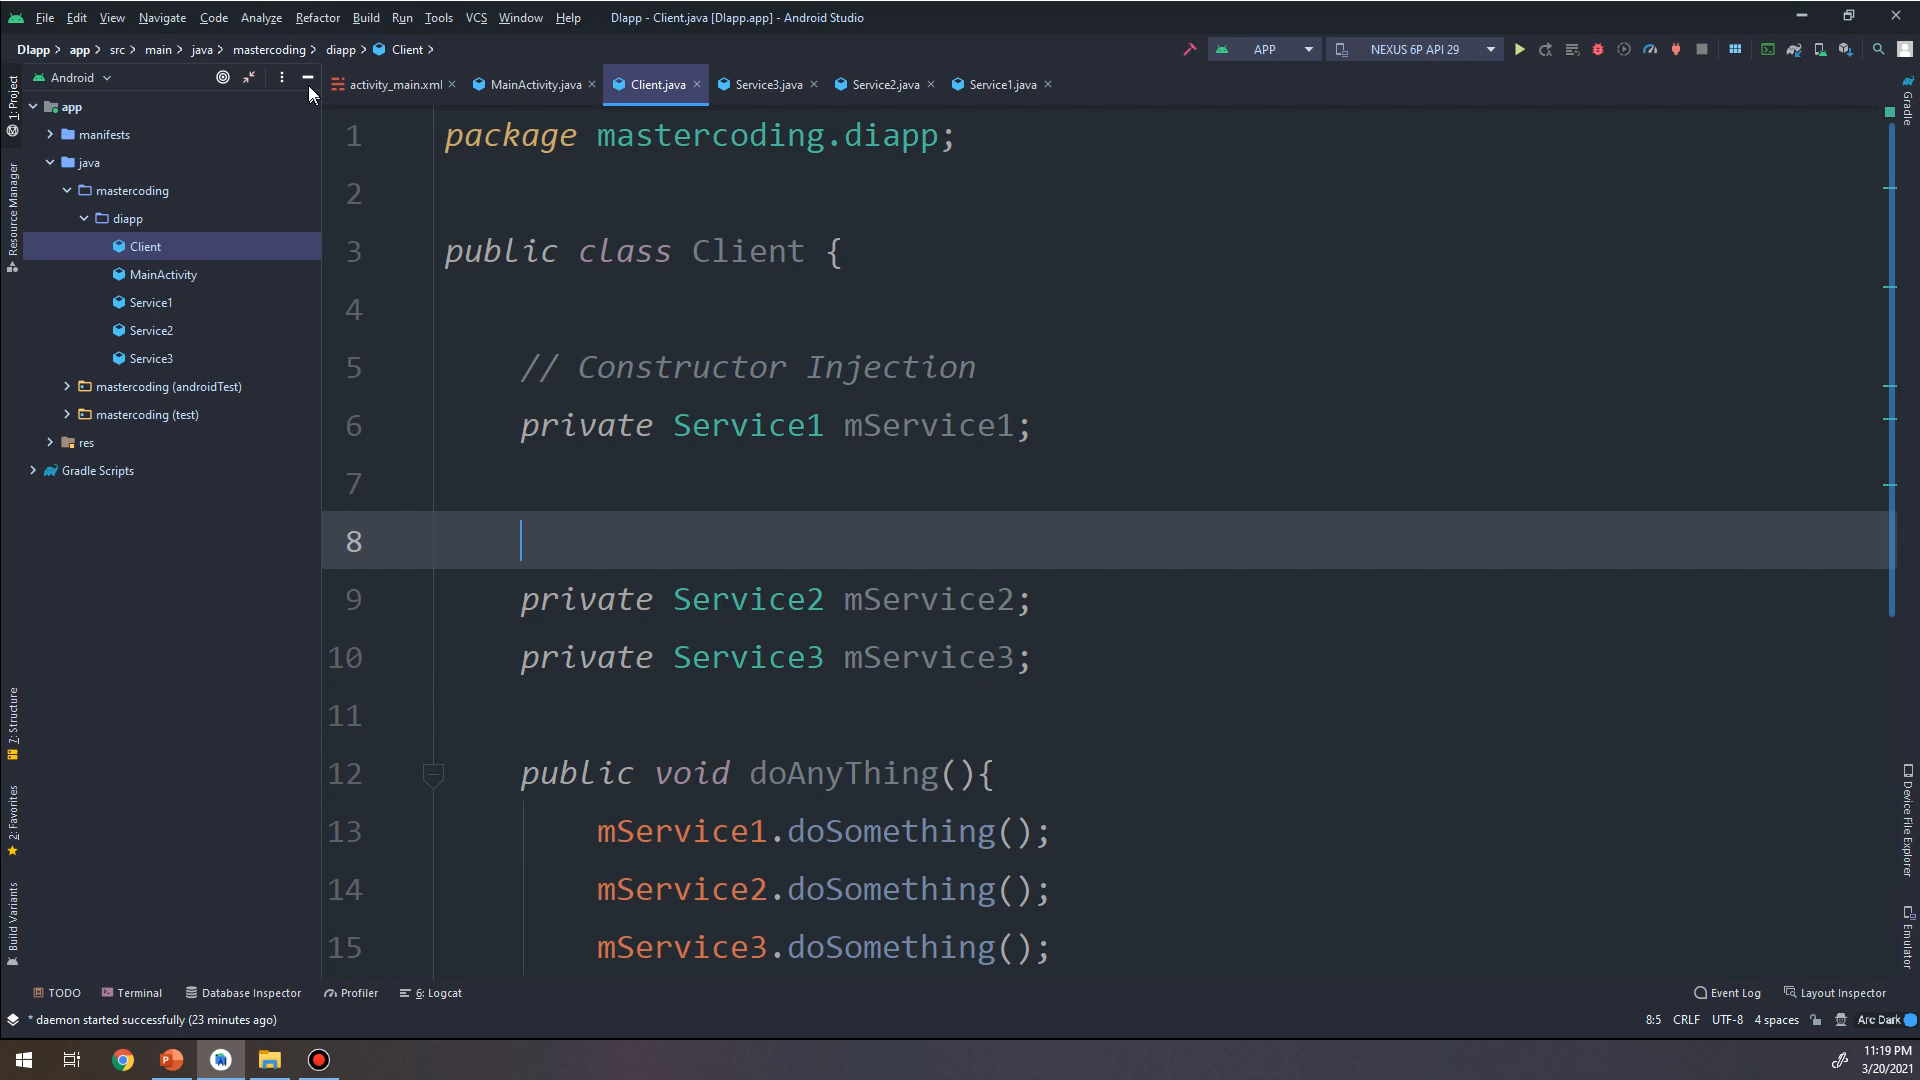 File Edit View Navigate Code Analyze Refactor Build Run Tools VCS Window Help DIapp - Client.java [DIapp.app] - Android Studio
DIapp app src main java mastercoding diapp Client APP NEXUS 6P API 29
Android activity_main.xml MainActivity.java Client.java Service3.java Service2.java Service1.java
1: Project
Resource Manager
7: Structure
2: Favorites
Build Variants
app
manifests
java
mastercoding
diapp
Client
MainActivity
Service1
Service2
Service3
mastercoding (androidTest)
mastercoding (test)
res
Gradle Scripts
1 package mastercoding.diapp;
2
3 public class Client {
4
5 // Constructor Injection
6 private Service1 mService1;
7
8
9 private Service2 mService2;
10 private Service3 mService3;
11
12 public void doAnyThing(){
13 mService1.doSomething();
14 mService2.doSomething();
15 mService3.doSomething();
Gradle
Device File Explorer
Emulator
TODO Terminal Database Inspector Profiler 6: Logcat Event Log Layout Inspector
* daemon started successfully (23 minutes ago) 8:5 CRLF UTF-8 4 spaces Arc Dark
11:19 PM
3/20/2021